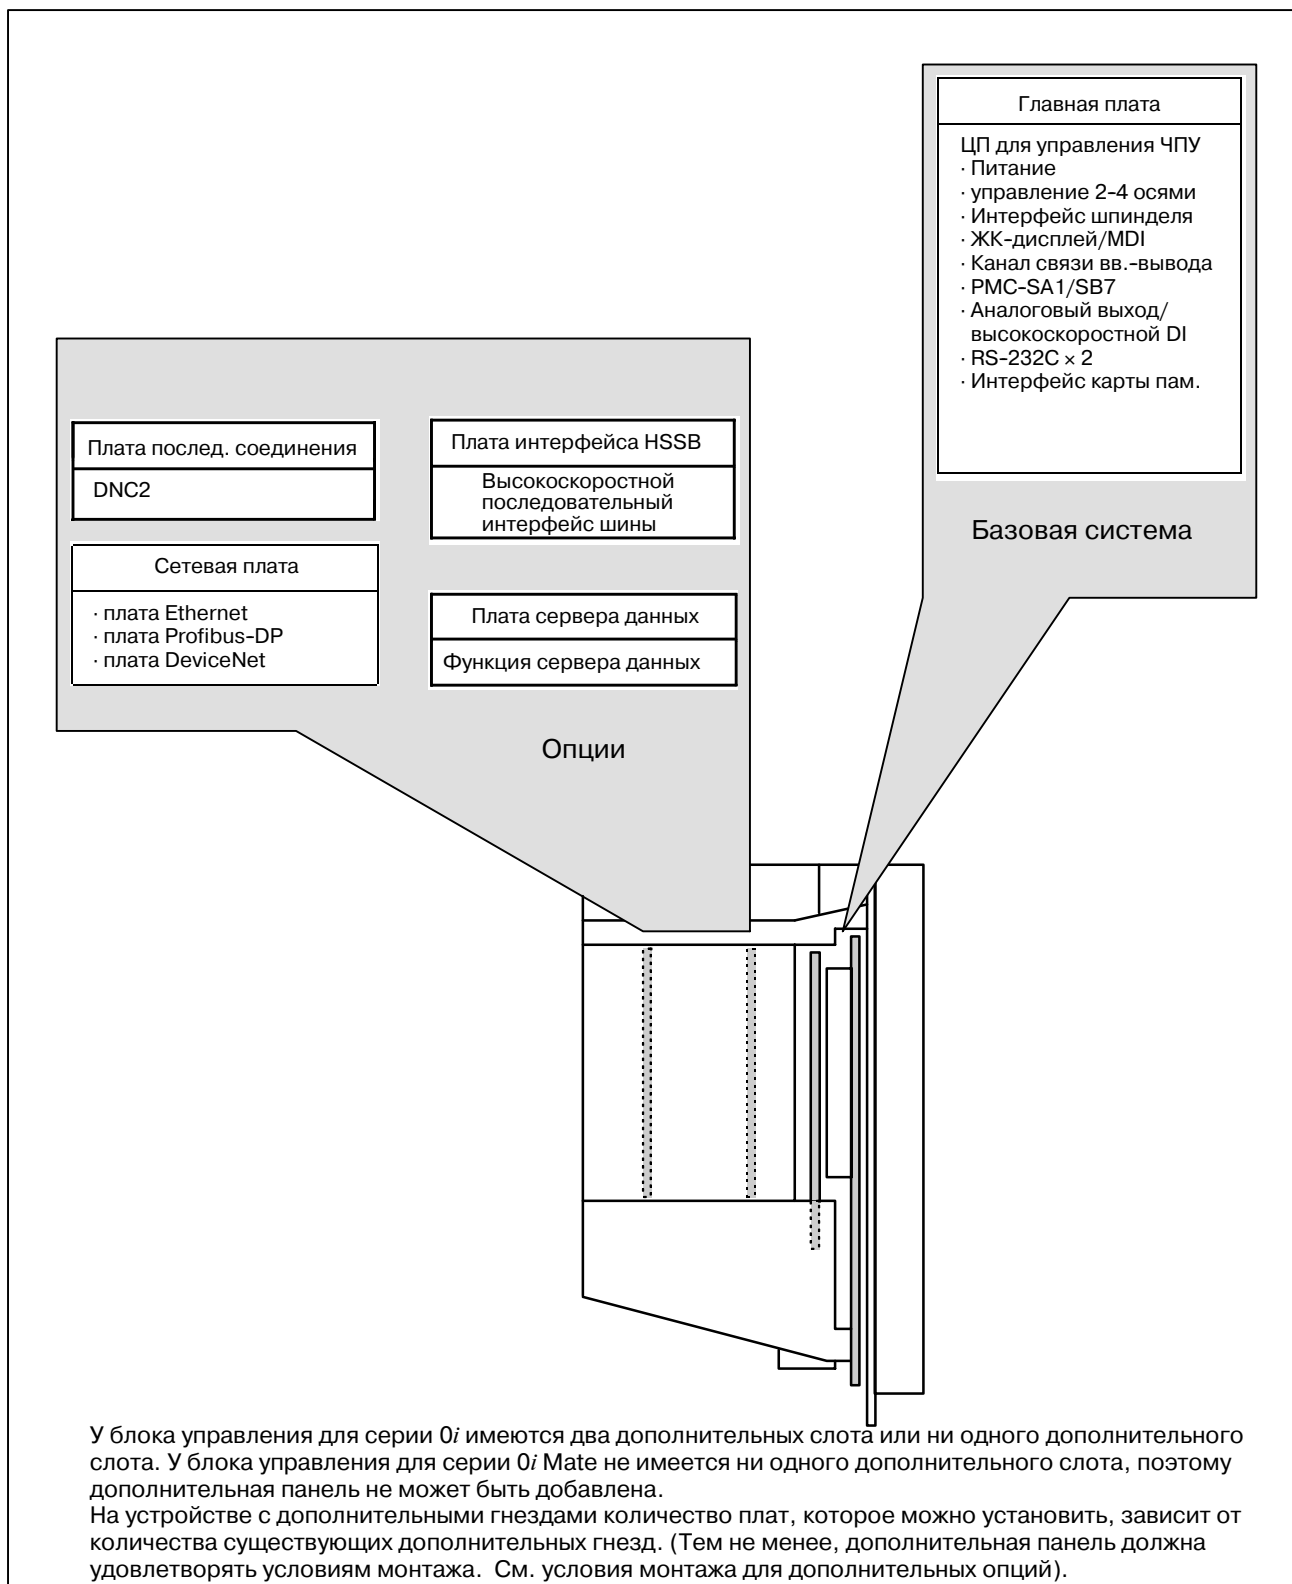 Главная плата
ЦП для управления ЧПУ
· Питание
· управление 2-4 осями
· Интерфейс шпинделя
· ЖК-дисплей/MDI
· Канал связи вв.-вывода
· PMC-SA1/SB7
· Аналоговый выход/
высокоскоростной DI
· RS-232C × 2
· Интерфейс карты пам.
Базовая система
Плата послед. соединения
DNC2
Плата интерфейса HSSB
Высокоскоростной
последовательный
интерфейс шины
Сетевая плата
· плата Ethernet
· плата Profibus-DP
· плата DeviceNet
Плата сервера данных
Функция сервера данных
Опции
У блока управления для серии 0i имеются два дополнительных слота или ни одного дополнительного
слота. У блока управления для серии 0i Mate не имеется ни одного дополнительного слота, поэтому
дополнительная панель не может быть добавлена.
На устройстве с дополнительными гнездами количество плат, которое можно установить, зависит от
количества существующих дополнительных гнезд. (Тем не менее, дополнительная панель должна
удовлетворять условиям монтажа. См. условия монтажа для дополнительных опций).